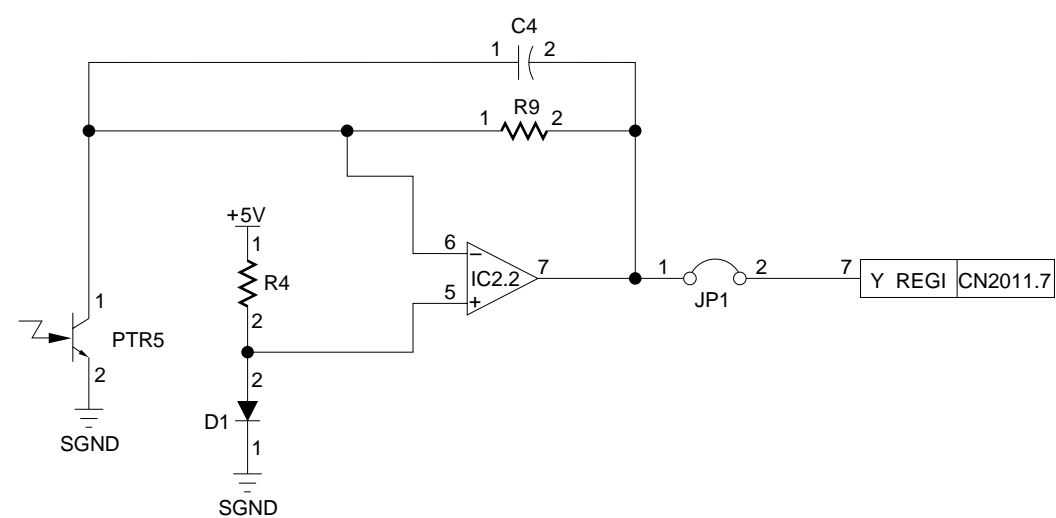 C4
1 2
R9
1 2
+5V
1
R4
2
6
−
IC2.2
7
5
+
1 2
JP1
7
Y REGI CN2011.7
1
PTR5
2
SGND
2
D1
1
SGND